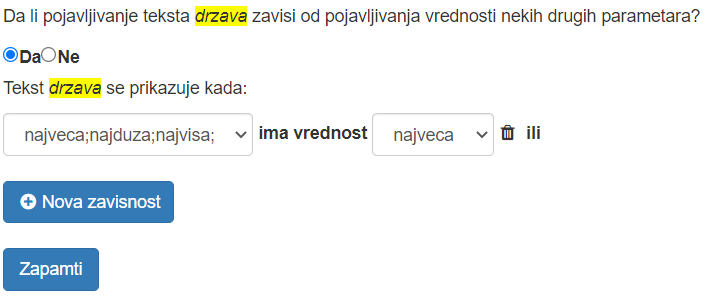 Da li pojavljivanje teksta drzava zavisi od pojavljivanja vrednosti nekih drugih parametara?
Da Ne
Tekst drzava se prikazuje kada:
najveca;najduza;najvisa; ima vrednost najveca ili
Nova zavisnost
Zapamti